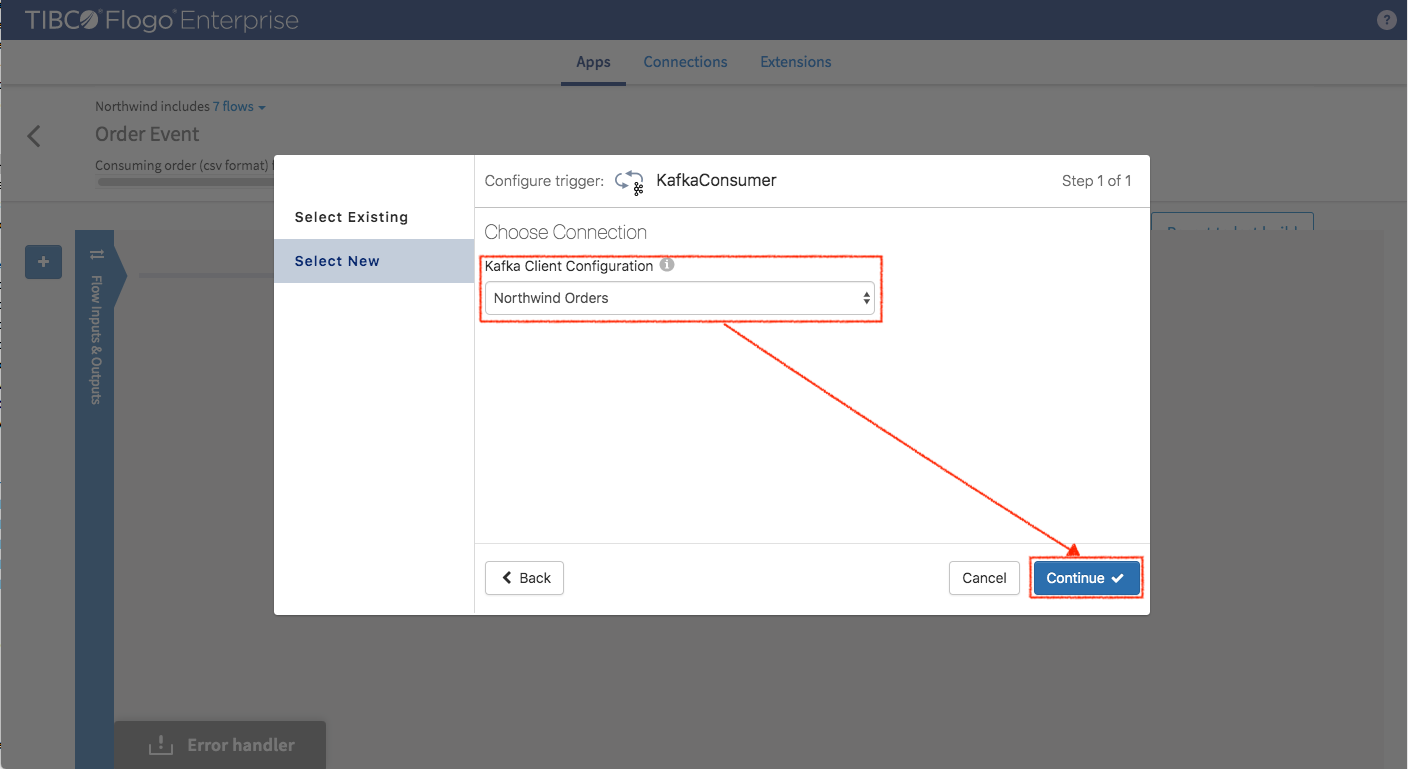 TIBCO® Flogo® Enterprise
?
Apps Connections Extensions
Northwind includes 7 flows
Order Event
Consuming order (csv format)
Select Existing
Select New
Configure trigger: KafkaConsumer Step 1 of 1
Choose Connection
Kafka Client Configuration i
Northwind Orders
Back Cancel Continue
+
Flow Inputs & Outputs
Error handler